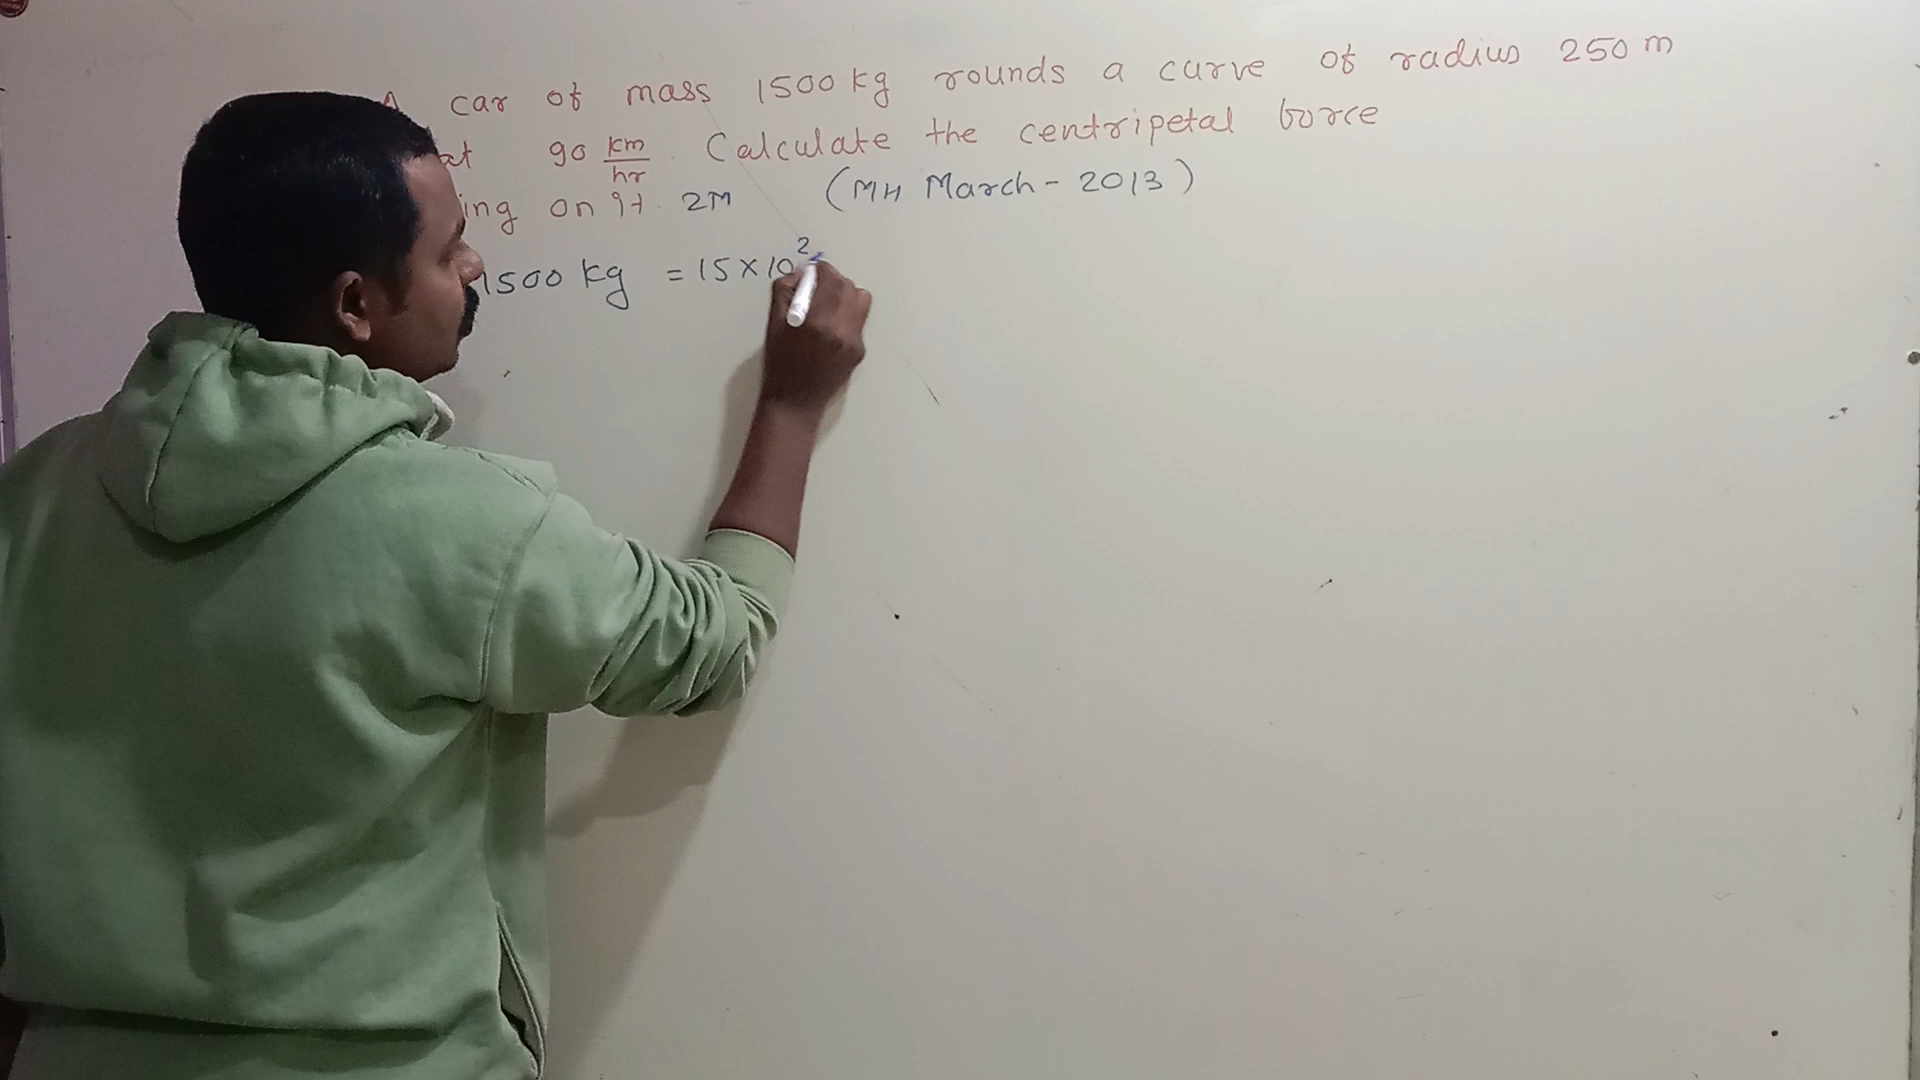 A car of mass 1500 kg rounds a curve of radius 250 m
at 90 km/hr. Calculate the centripetal force
ing on it. 2M (MH March - 2013)
1500 kg = 15 × 10²